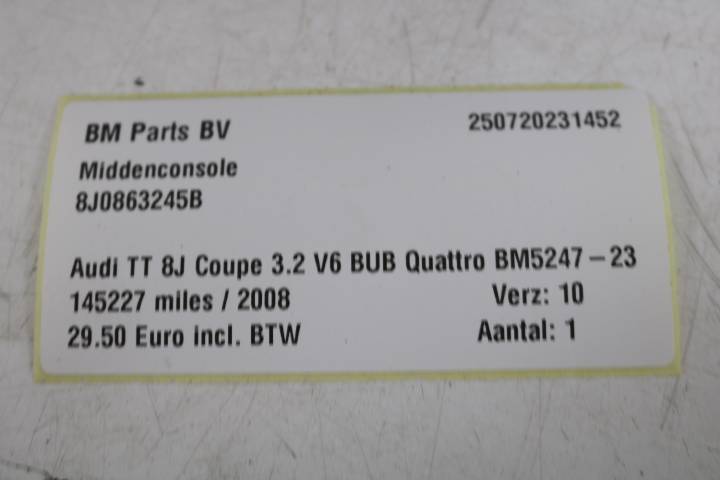 BM Parts BV 250720231452
Middenconsole
8J0863245B
Audi TT 8J Coupe 3.2 V6 BUB Quattro BM5247-23
145227 miles / 2008 Verz: 10
29.50 Euro incl. BTW Aantal: 1